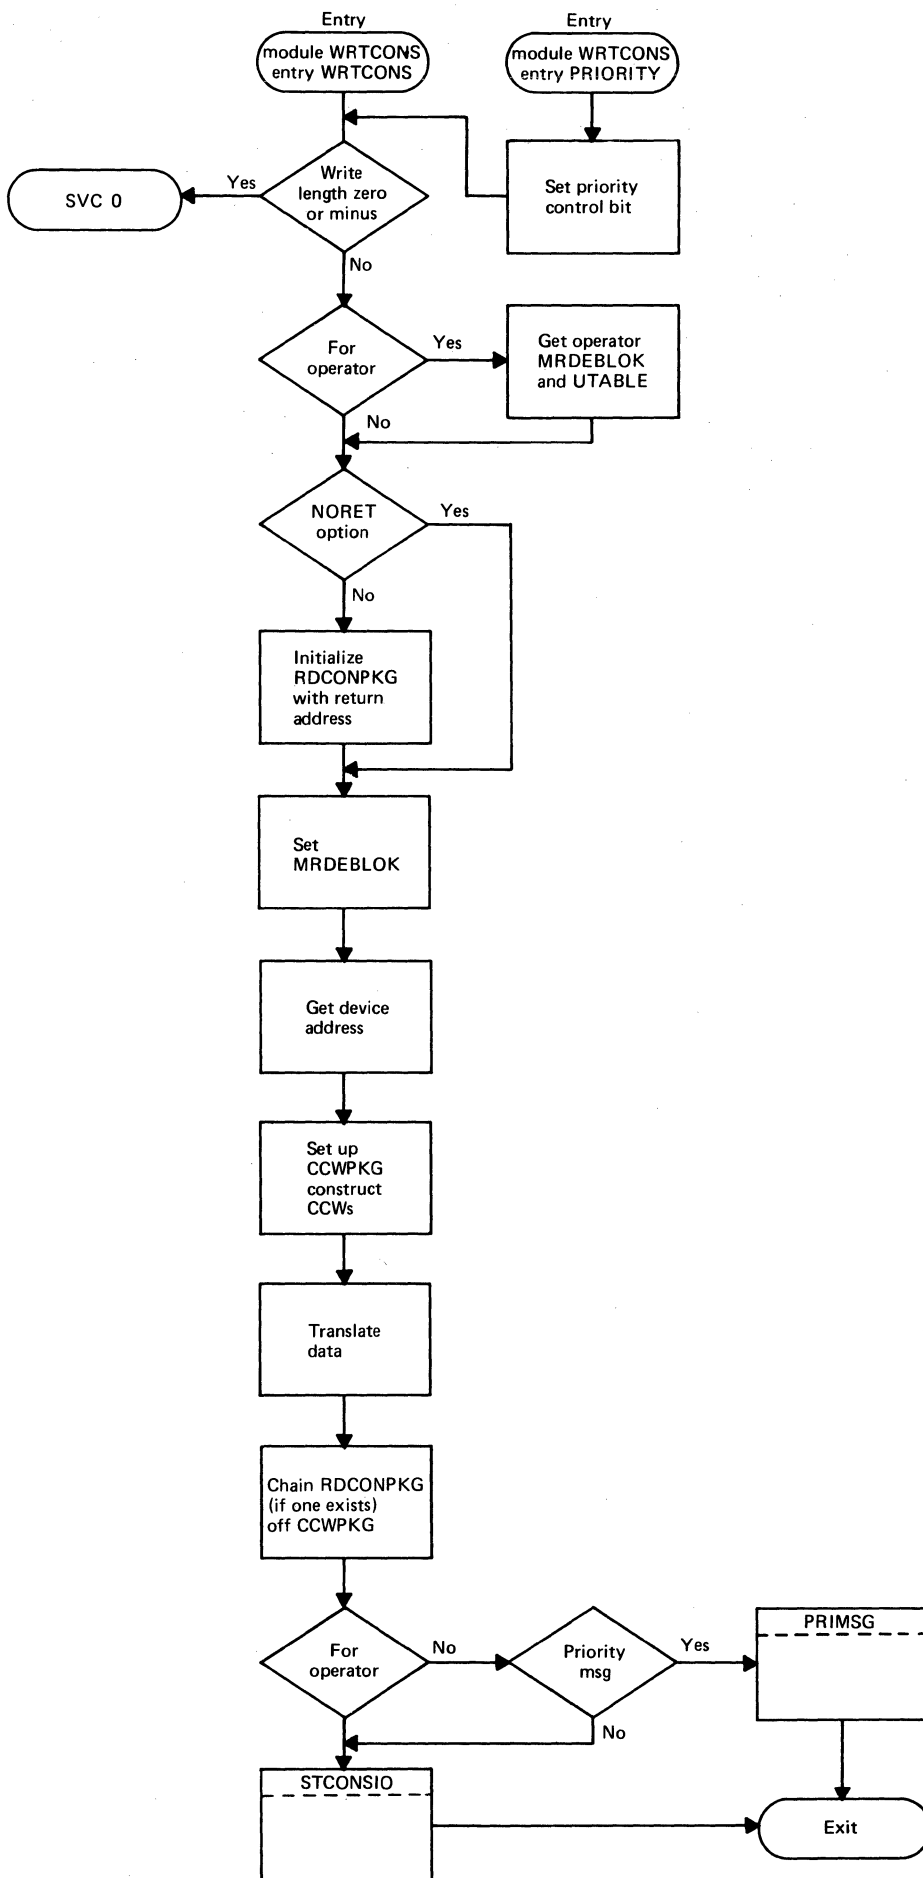 Entry
module WRTCONS
entry WRTCONS
Entry
module WRTCONS
entry PRIORITY
Set priority
control bit
Write
length zero
or minus
Yes
SVC 0
No
For
operator
Yes
Get operator
MRDEBLOK
and UTABLE
No
NORET
option
Yes
No
Initialize
RDCONPKG
with return
address
Set
MRDEBLOK
Get device
address
Set up
CCWPKG
construct
CCWs
Translate
data
Chain RDCONPKG
(if one exists)
off CCWPKG
For
operator
No
Priority
msg
Yes
PRIMSG
No
STCONSIO
Exit